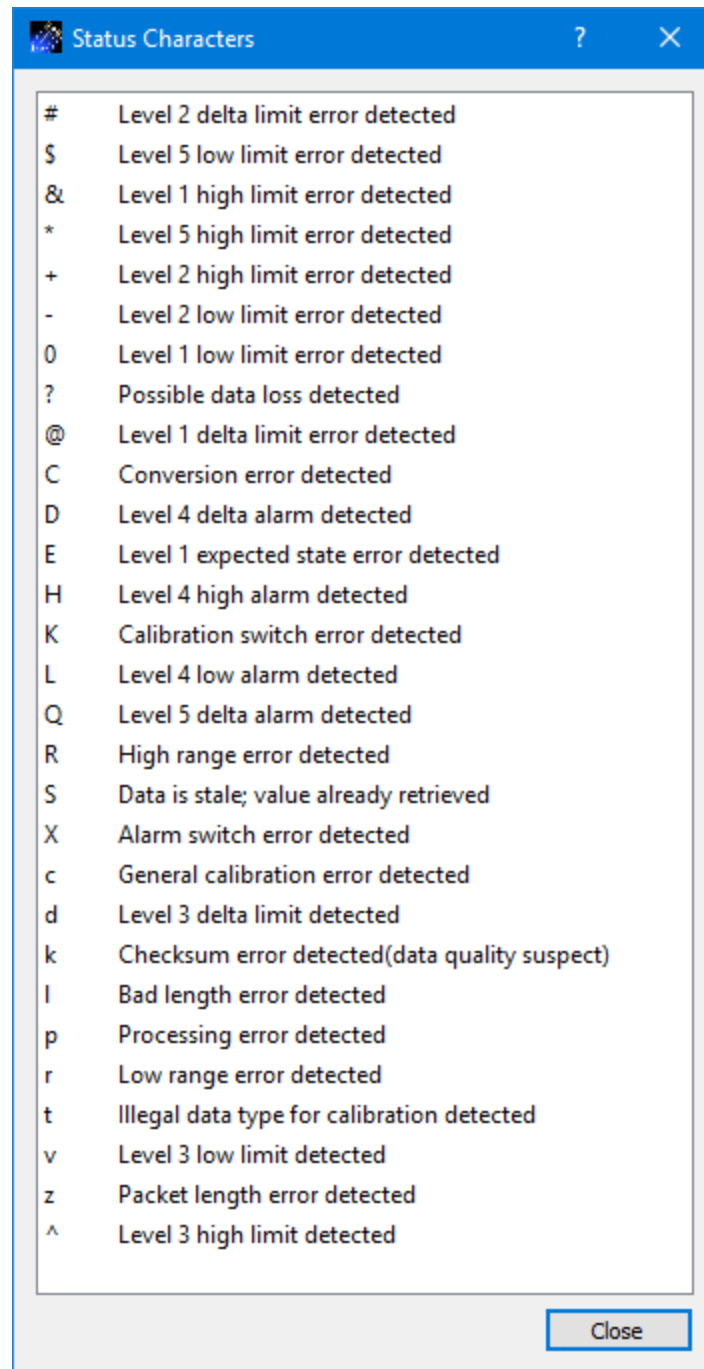 Status Characters ? ×
# Level 2 delta limit error detected
$ Level 5 low limit error detected
& Level 1 high limit error detected
* Level 5 high limit error detected
+ Level 2 high limit error detected
- Level 2 low limit error detected
0 Level 1 low limit error detected
? Possible data loss detected
@ Level 1 delta limit error detected
C Conversion error detected
D Level 4 delta alarm detected
E Level 1 expected state error detected
H Level 4 high alarm detected
K Calibration switch error detected
L Level 4 low alarm detected
Q Level 5 delta alarm detected
R High range error detected
S Data is stale; value already retrieved
X Alarm switch error detected
c General calibration error detected
d Level 3 delta limit detected
k Checksum error detected(data quality suspect)
l Bad length error detected
p Processing error detected
r Low range error detected
t Illegal data type for calibration detected
v Level 3 low limit detected
z Packet length error detected
^ Level 3 high limit detected
Close